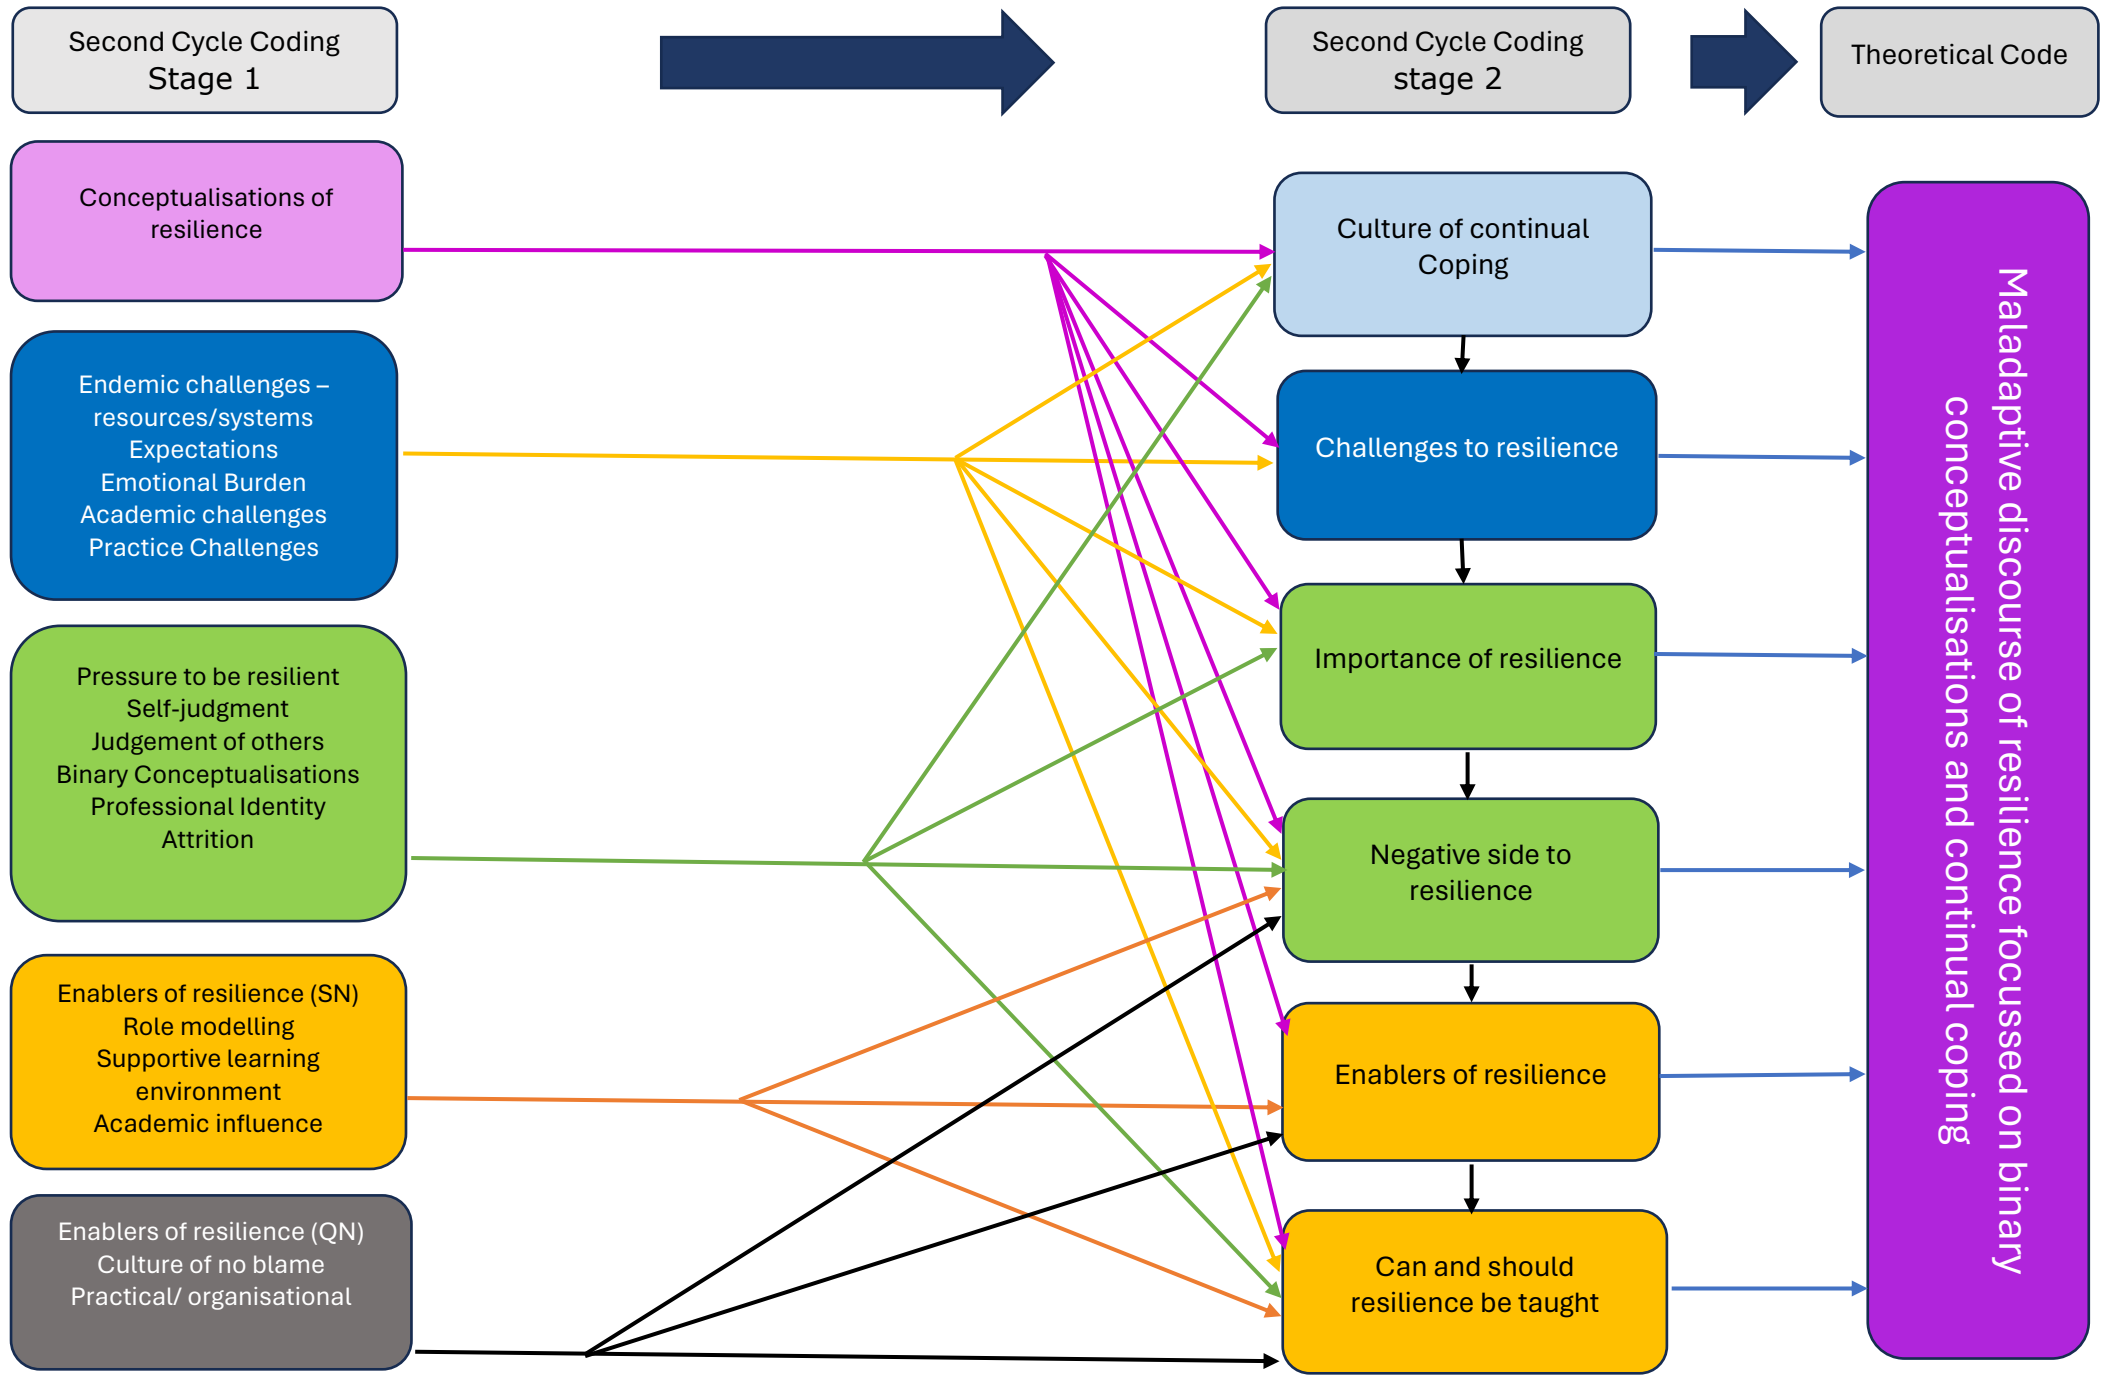 Second Cycle Coding
Stage 1
Second Cycle Coding
stage 2
Theoretical Code
Conceptualisations of
resilience
Endemic challenges –
resources/systems
Expectations
Emotional Burden
Academic challenges
Practice Challenges
Pressure to be resilient
Self-judgment
Judgement of others
Binary Conceptualisations
Professional Identity
Attrition
Enablers of resilience (SN)
Role modelling
Supportive learning
environment
Academic influence
Enablers of resilience (QN)
Culture of no blame
Practical/ organisational
Culture of continual
Coping
Challenges to resilience
Importance of resilience
Negative side to
resilience
Enablers of resilience
Can and should
resilience be taught
Maladaptive discourse of resilience focussed on binary
conceptualisations and continual coping